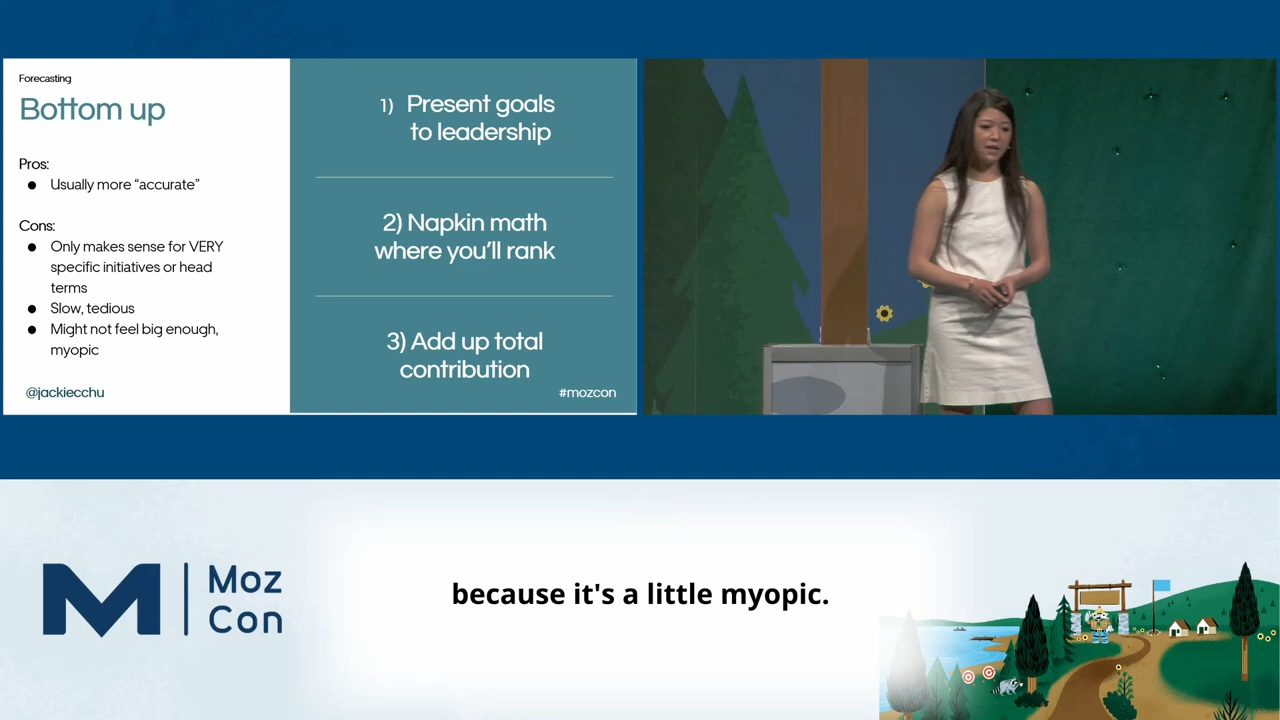 Forecasting
Bottom up
Pros:
● Usually more “accurate”
Cons:
● Only makes sense for VERY
specific initiatives or head
terms
● Slow, tedious
● Might not feel big enough,
myopic
@jackiecchu
1) Present goals
to leadership
2) Napkin math
where you’ll rank
3) Add up total
contribution
#mozcon
Moz
Con
because it's a little myopic.